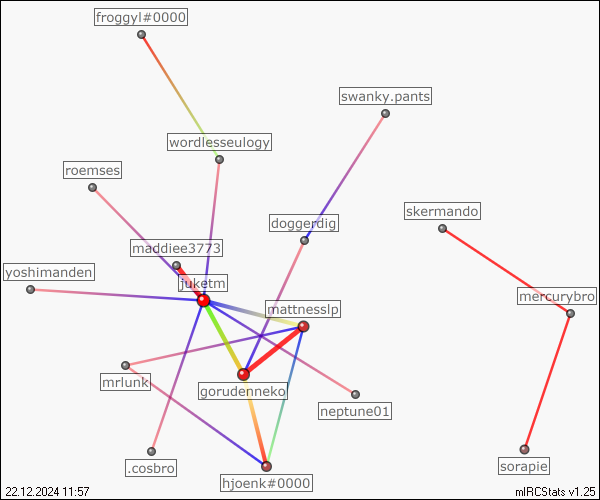 froggyl#0000
swanky.pants
wordlesseulogy
roemses
skermando
doggerdig
maddiee3773
yoshimanden
juketm
mercurybro
mattnesslp
mrlunk
gorudenneko
neptune01
.cosbro
sorapie
hjoenk#0000
22.12.2024 11:57
mIRCStats v1.25